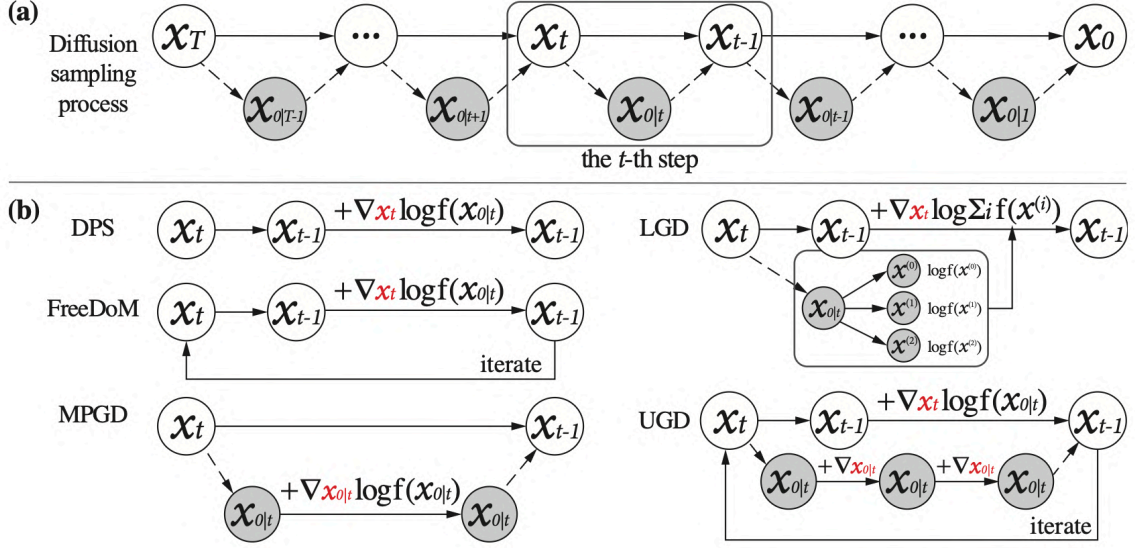 (a)
Diffusion
sampling
process
x_T ... x_t x_{t-1} ... x_0
x_{0|T-1} x_{0|t+1} x_{0|t} x_{0|t-1} x_{0|1}
the t-th step
(b)
DPS
x_t x_{t-1} +∇x_t logf(x_{0|t}) x_{t-1}
FreeDoM
x_t x_{t-1} +∇x_t logf(x_{0|t}) x_{t-1}
iterate
MPGD
x_t x_{t-1}
x_{0|t} +∇x_{0|t} logf(x_{0|t}) x_{0|t}
LGD
x_t x_{t-1} +∇x_t logΣi f(x^{(i)}) x_{t-1}
x_{0|t}
x^{(0)} logf(x^{(0)})
x^{(1)} logf(x^{(1)})
x^{(2)} logf(x^{(2)})
UGD
x_t x_{t-1} +∇x_t logf(x_{0|t}) x_{t-1}
x_{0|t} +∇x_{0|t} x_{0|t} +∇x_{0|t} x_{0|t}
iterate